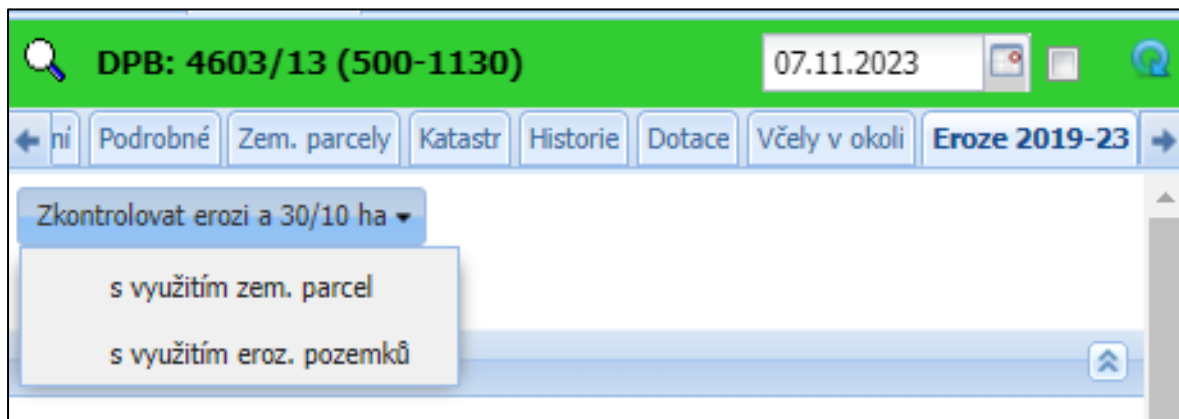 DPB: 4603/13 (500-1130) 07.11.2023
ní Podrobné Zem. parcely Katastr Historie Dotace Včely v okoli Eroze 2019-23
Zkontrolovat erozi a 30/10 ha
s využitím zem. parcel
s využitím eroz. pozemků